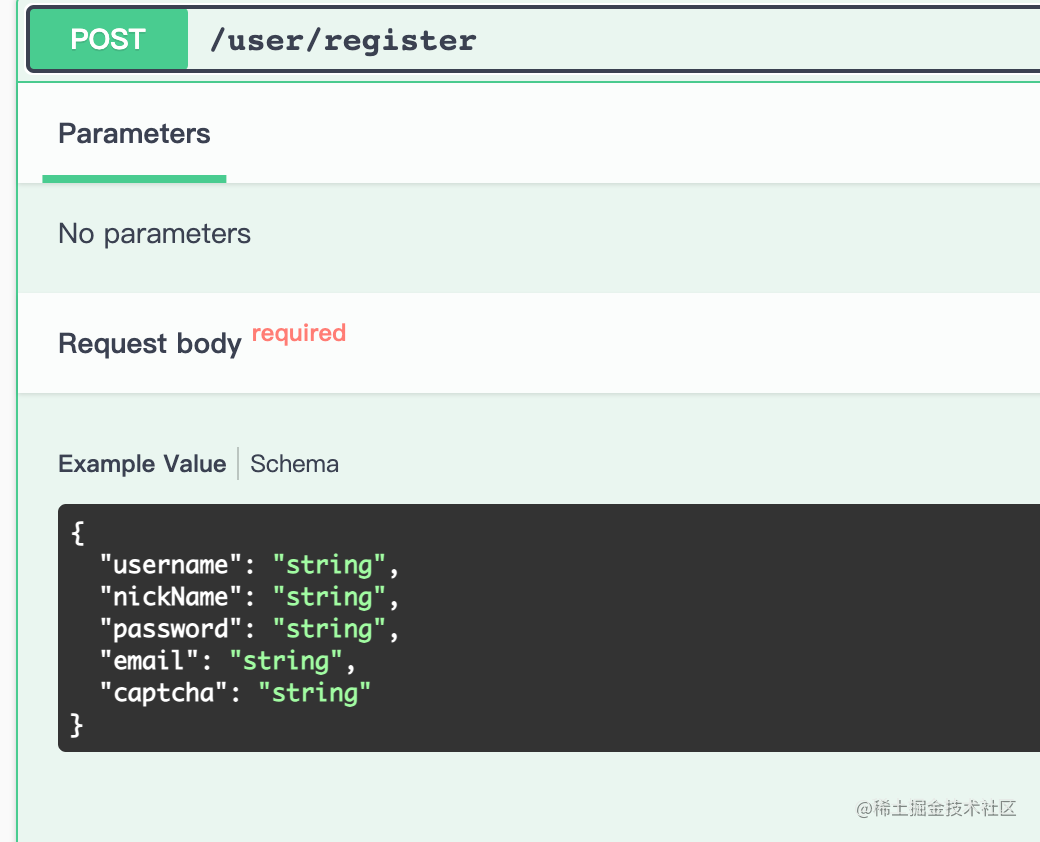 POST /user/register
Parameters
No parameters
Request body required
Example Value Schema
{
  "username": "string",
  "nickName": "string",
  "password": "string",
  "email": "string",
  "captcha": "string"
}
@稀土掘金技术社区